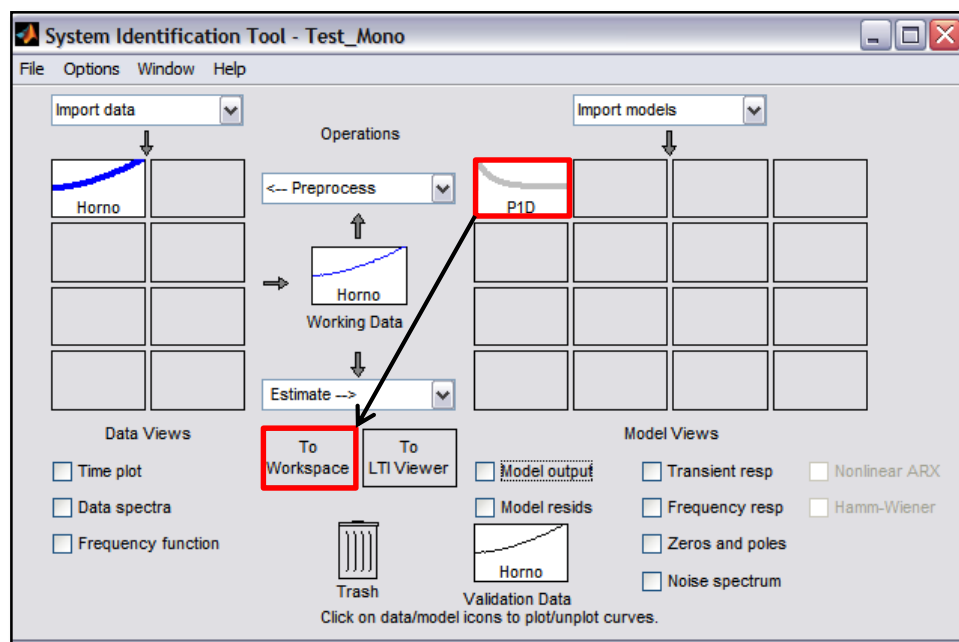 System Identification Tool - Test_Mono
File Options Window Help
Import data
Import models
Operations
Horno
<-- Preprocess
P1D
Horno
Working Data
Estimate -->
Data Views
To
Workspace
To
LTI Viewer
Model Views
Time plot
Model output
Transient resp
Nonlinear ARX
Data spectra
Model resids
Frequency resp
Hamm-Wiener
Frequency function
Zeros and poles
Horno
Noise spectrum
Trash
Validation Data
Click on data/model icons to plot/unplot curves.